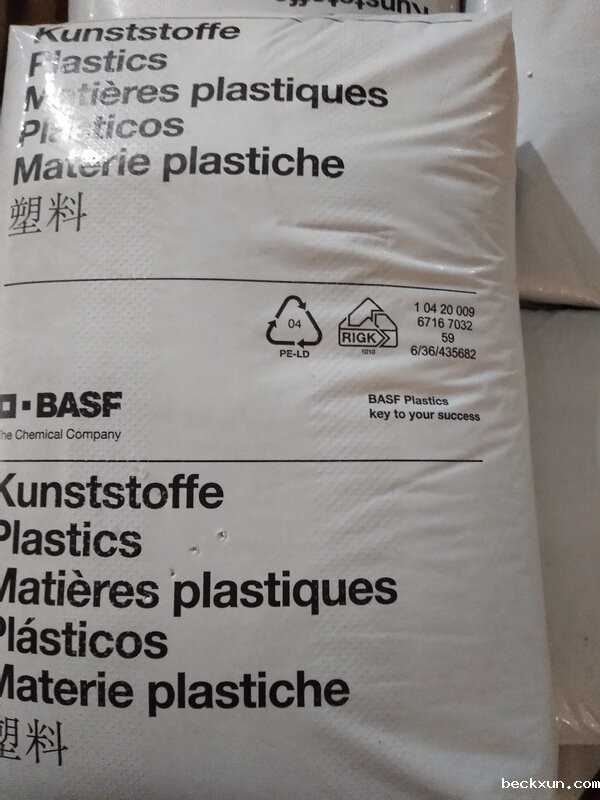 Kunststoffe
Kunststoffe
Plastics
Matières plastiques
Plásticos
Materie plastiche
塑料
04
PE-LD
RIGK
1010
1 04 20 009
6716 7032
59
6/36/435682
BASF
The Chemical Company
BASF Plastics
key to your success
Kunststoffe
Plastics
Matières plastiques
Plásticos
Materie plastiche
塑料
beckxun.com